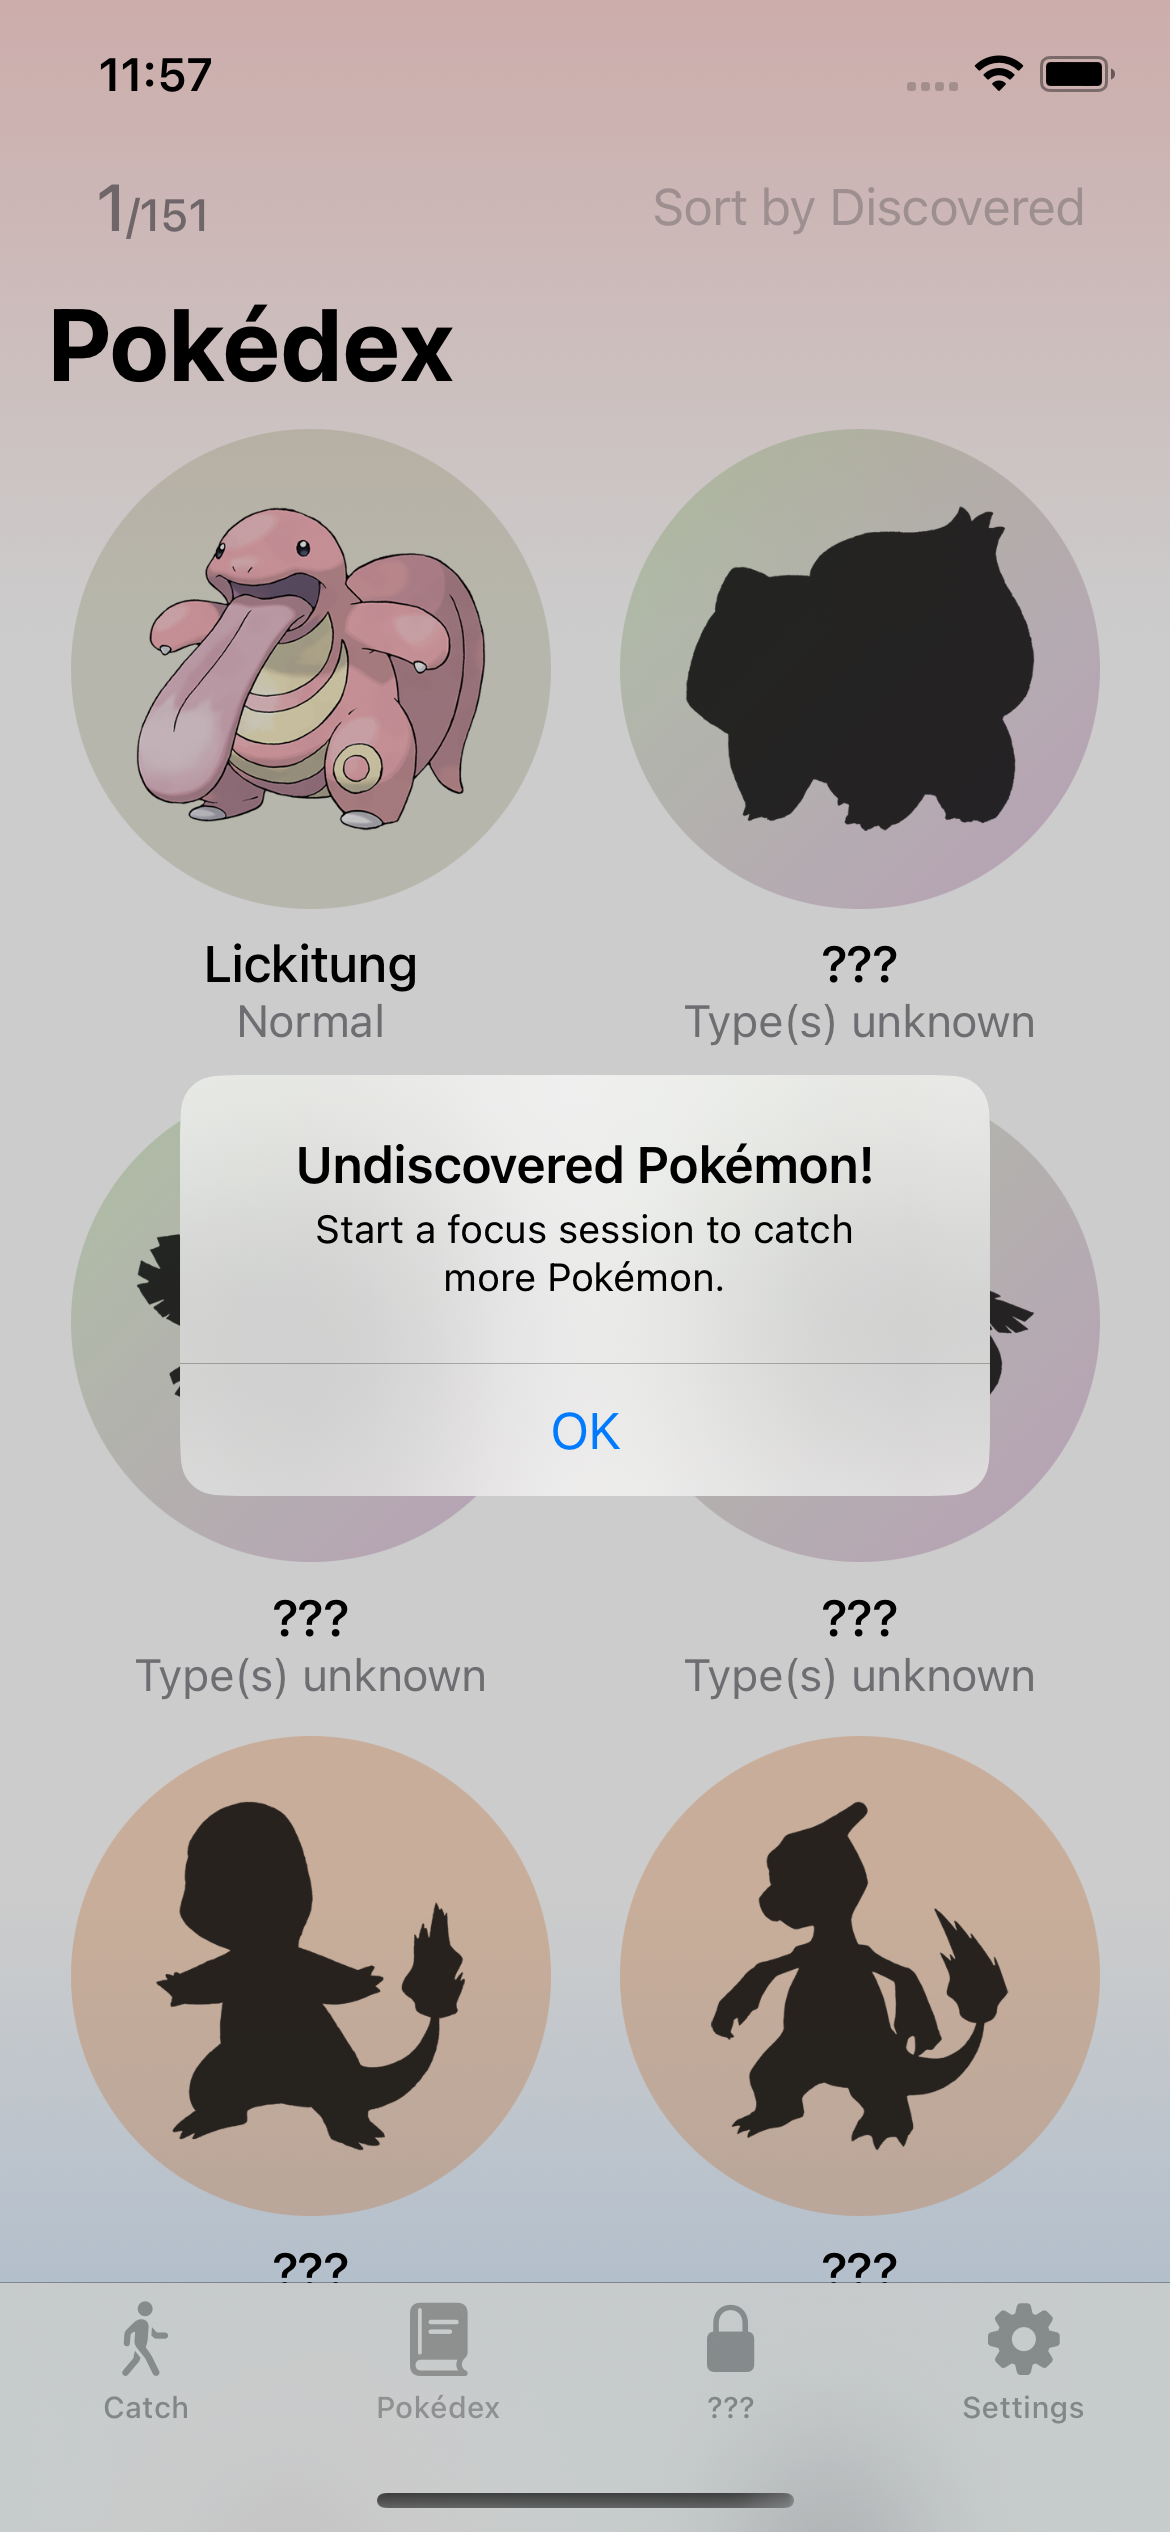 11:57
1/151
Sort by Discovered
Pokédex
Lickitung
Normal
???
Type(s) unknown
Undiscovered Pokémon!
Start a focus session to catch
more Pokémon.
OK
???
Type(s) unknown
???
Type(s) unknown
???
???
Catch
Pokédex
???
Settings